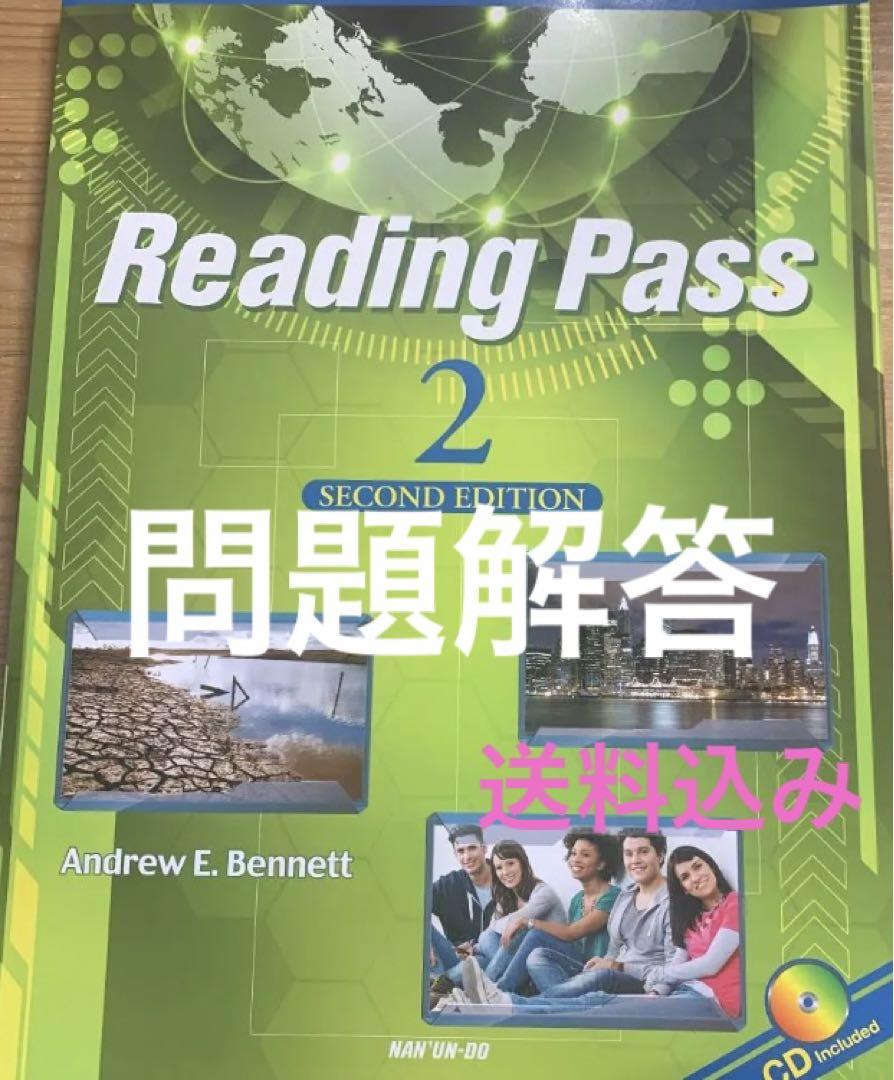 Reading Pass
2
SECOND EDITION
問題解答
送料込み
Andrew E. Bennett
NAN'UN-DO
CD Included